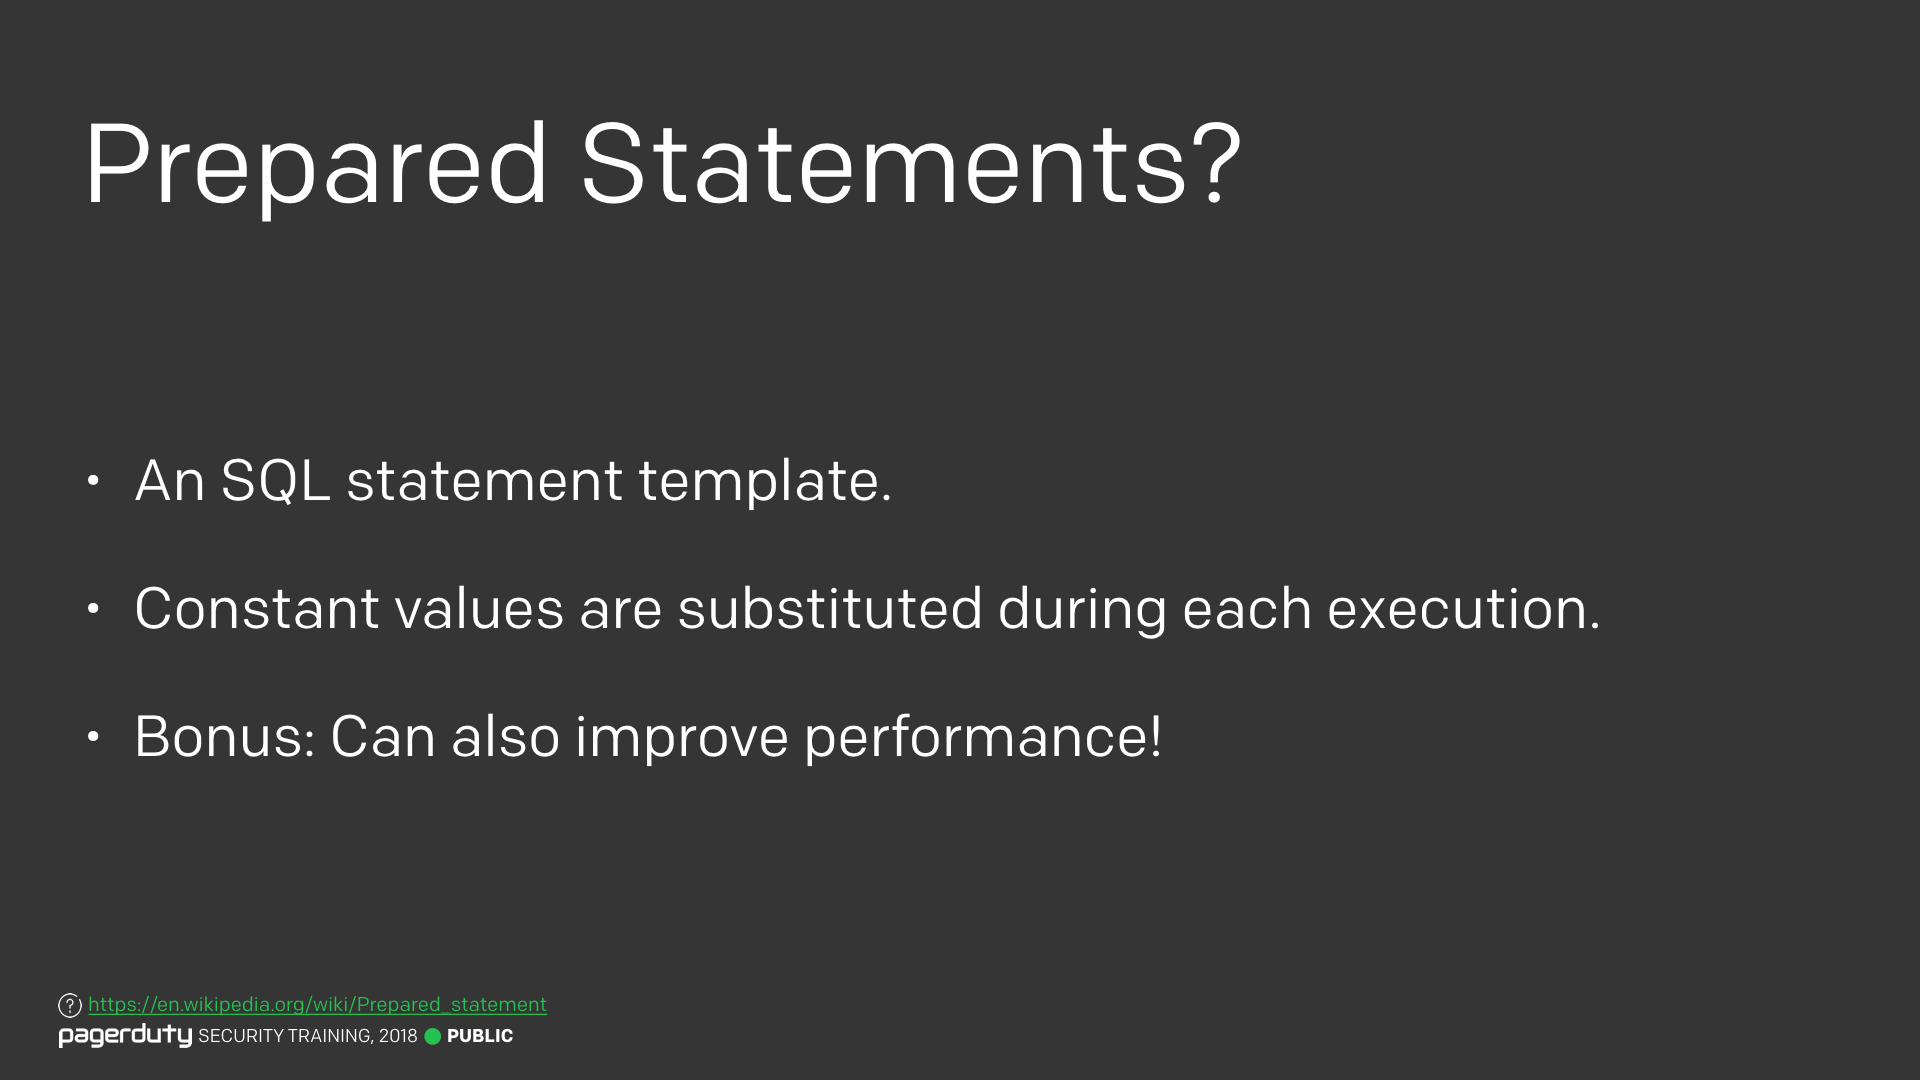 Prepared Statements?
• An SQL statement template.
• Constant values are substituted during each execution.
• Bonus: Can also improve performance!
? https://en.wikipedia.org/wiki/Prepared_statement
pagerduty SECURITY TRAINING, 2018 PUBLIC